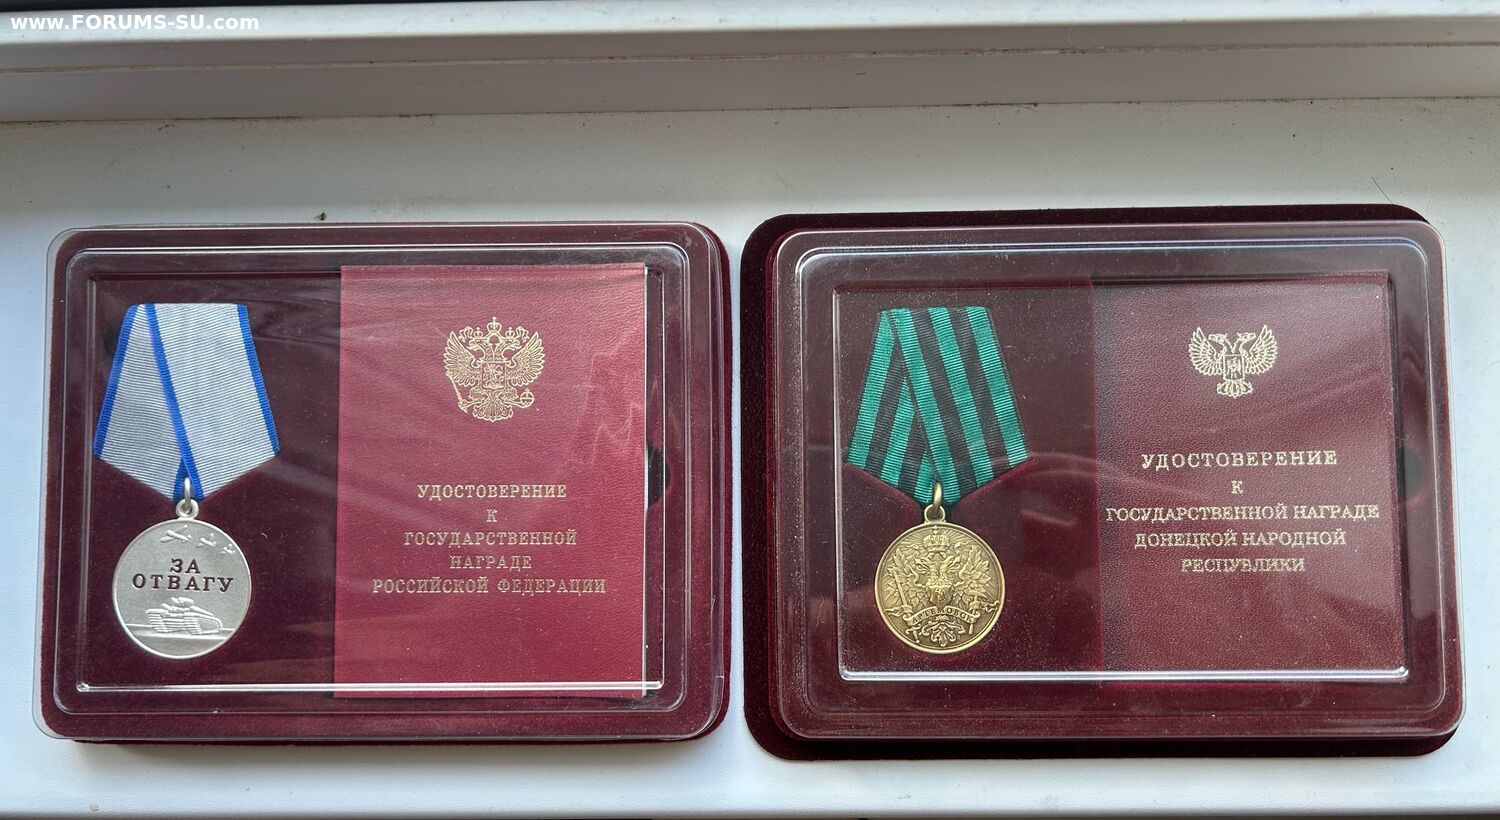 www.FORUMS-SU.com
ЗА
ОТВАГУ
УДОСТОВЕРЕНИЕ
К
ГОСУДАРСТВЕННОЙ
НАГРАДЕ
РОССИЙСКОЙ ФЕДЕРАЦИИ
УДОСТОВЕРЕНИЕ
К
ГОСУДАРСТВЕННОЙ НАГРАДЕ
ДОНЕЦКОЙ НАРОДНОЙ
РЕСПУБЛИКИ